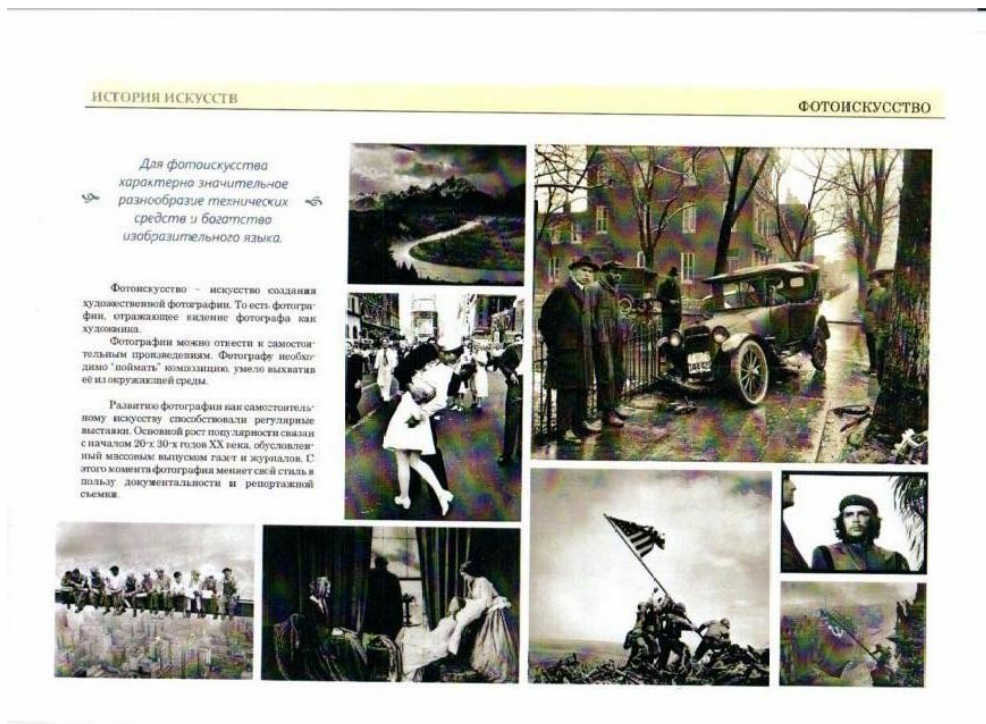 ИСТОРИЯ ИСКУССТВ
ФОТОИСКУССТВО
Для фотоискусства
характерно значительное
разнообразие технических
средств и богатство
изобразительного языка.
Фотоискусство – искусство создания
художественной фотографии. То есть фотогра-
фии, отражающее видение фотографа как
художника.
Фотографии можно отнести к самостоя-
тельным произведениям. Фотографу необхо-
димо "поймать" композицию, умело выхватив
её из окружающей среды.
Развитию фотографии как самостоятель-
ному искусству способствовали регулярные
выставки. Основной рост популярности связан
с началом 20-х 30-х годов XX века, обусловлен-
ный массовым выпуском газет и журналов. С
этого момента фотография меняет свой стиль в
пользу документальности и репортажной
съемки.